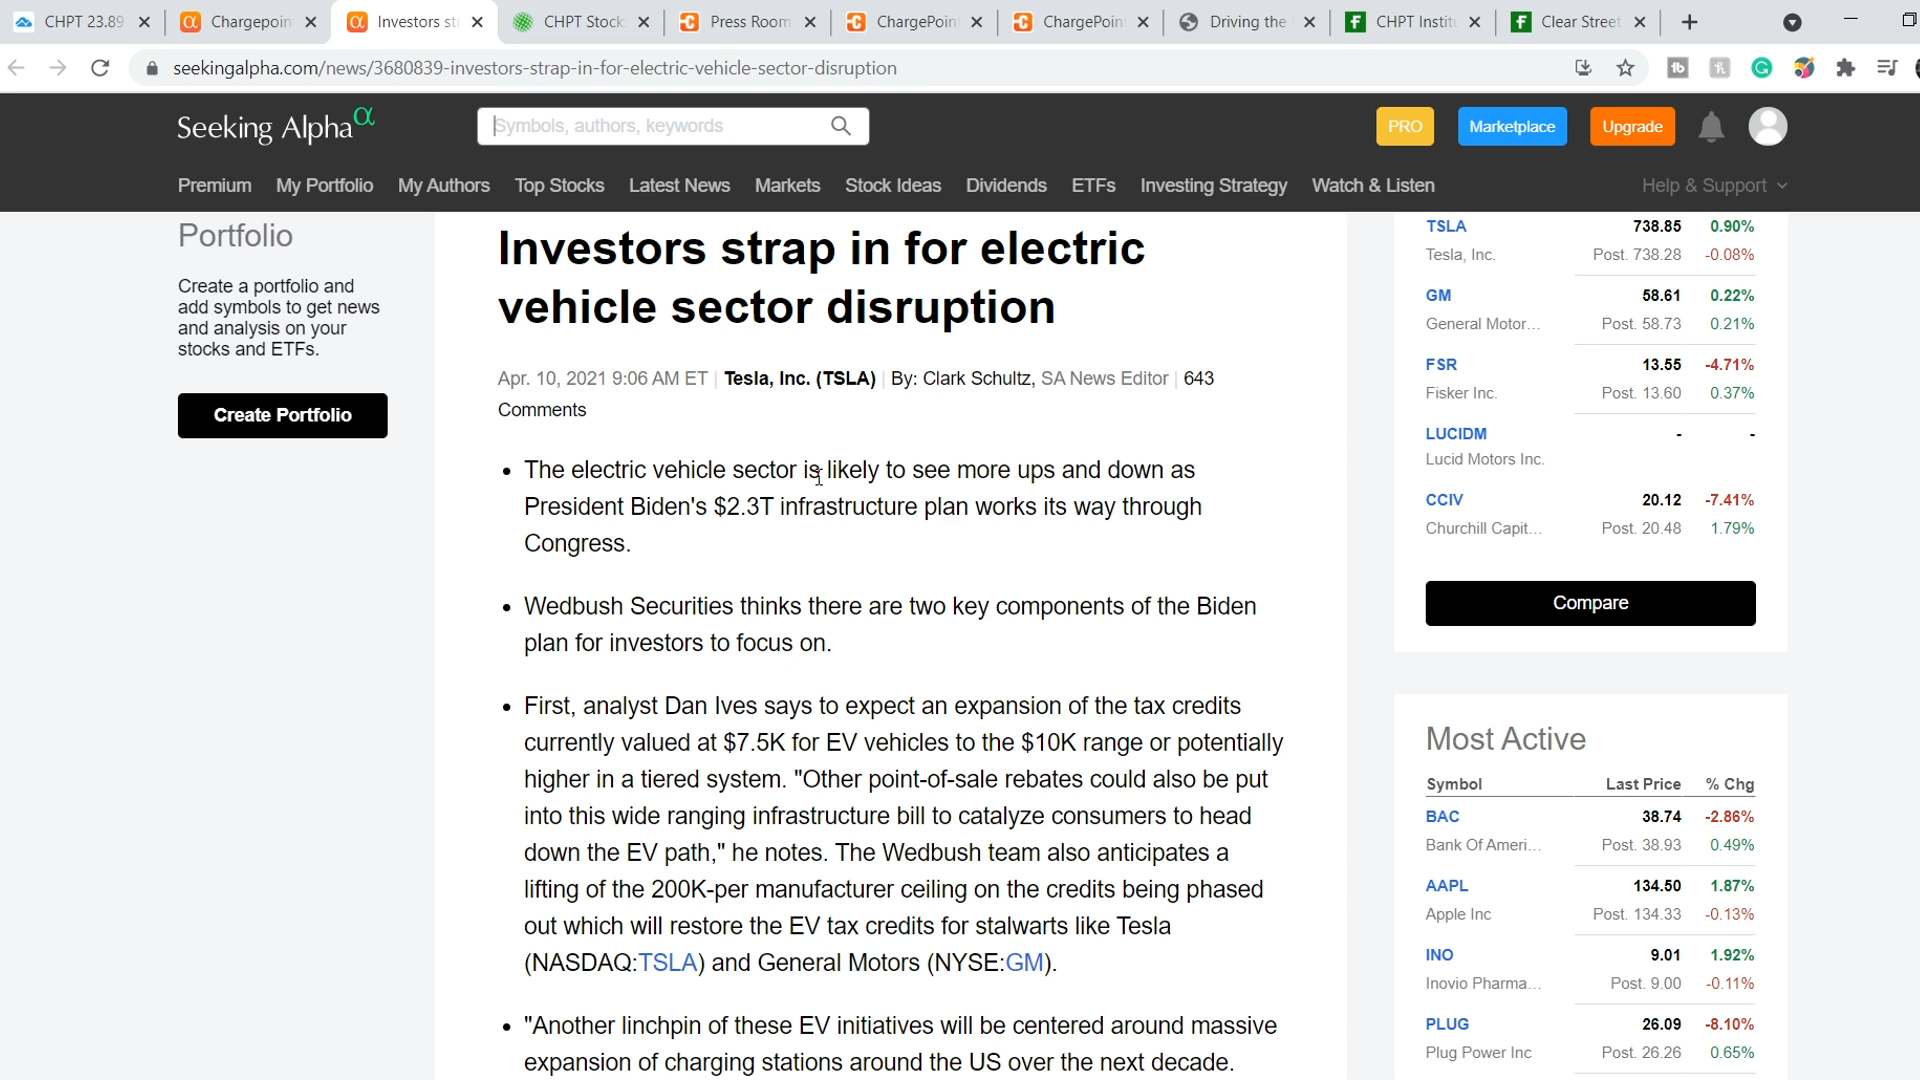 CHPT 23.89
Chargepoin
Investors st
CHPT Stock
Press Room
ChargePoin
ChargePoin
Driving the
CHPT Institu
Clear Street
seekingalpha.com/news/3680839-investors-strap-in-for-electric-vehicle-sector-disruption
Seeking Alpha α
Symbols, authors, keywords
PRO
Marketplace
Upgrade
Premium My Portfolio My Authors Top Stocks Latest News Markets Stock Ideas Dividends ETFs Investing Strategy Watch & Listen Help & Support
Portfolio
Create a portfolio and
add symbols to get news
and analysis on your
stocks and ETFs.
Create Portfolio
Investors strap in for electric
vehicle sector disruption
Apr. 10, 2021 9:06 AM ET | Tesla, Inc. (TSLA) | By: Clark Schultz, SA News Editor | 643
Comments
• The electric vehicle sector is likely to see more ups and down as
President Biden's $2.3T infrastructure plan works its way through
Congress.
• Wedbush Securities thinks there are two key components of the Biden
plan for investors to focus on.
• First, analyst Dan Ives says to expect an expansion of the tax credits
currently valued at $7.5K for EV vehicles to the $10K range or potentially
higher in a tiered system. "Other point-of-sale rebates could also be put
into this wide ranging infrastructure bill to catalyze consumers to head
down the EV path," he notes. The Wedbush team also anticipates a
lifting of the 200K-per manufacturer ceiling on the credits being phased
out which will restore the EV tax credits for stalwarts like Tesla
(NASDAQ:TSLA) and General Motors (NYSE:GM).
• "Another linchpin of these EV initiatives will be centered around massive
expansion of charging stations around the US over the next decade.
TSLA 738.85 0.90%
Tesla, Inc. Post. 738.28 -0.08%
GM 58.61 0.22%
General Motor... Post. 58.73 0.21%
FSR 13.55 -4.71%
Fisker Inc. Post. 13.60 0.37%
LUCIDM - -
Lucid Motors Inc.
CCIV 20.12 -7.41%
Churchill Capit... Post. 20.48 1.79%
Compare
Most Active
Symbol Last Price % Chg
BAC 38.74 -2.86%
Bank Of Ameri... Post. 38.93 0.49%
AAPL 134.50 1.87%
Apple Inc Post. 134.33 -0.13%
INO 9.01 1.92%
Inovio Pharma... Post. 9.00 -0.11%
PLUG 26.09 -8.10%
Plug Power Inc Post. 26.26 0.65%